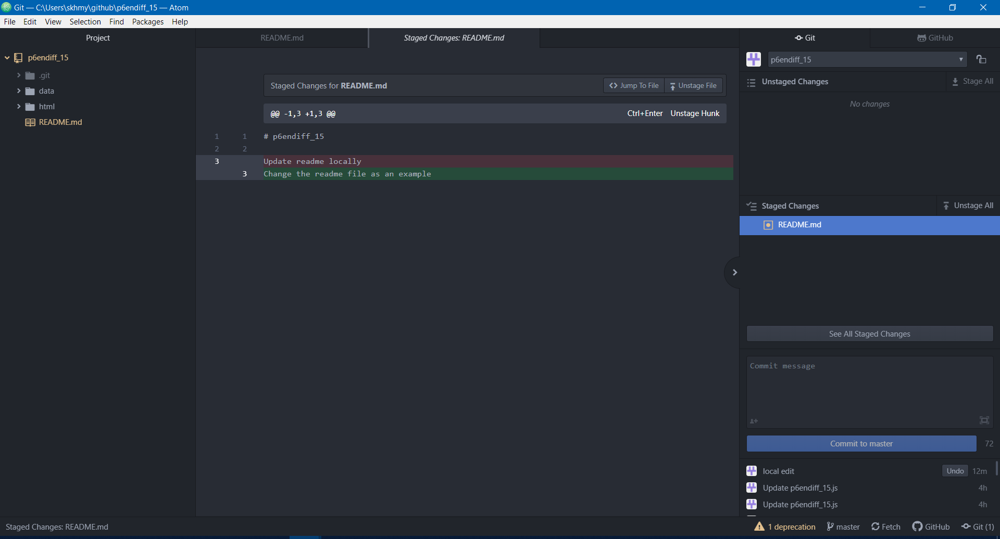 Git — C:\Users\skhmy\github\p6endiff_15 — Atom
File Edit View Selection Find Packages Help
Project
p6endiff_15
.git
data
html
README.md
README.md
Staged Changes: README.md
Staged Changes for README.md
Jump To File
Unstage File
@@ -1,3 +1,3 @@
Ctrl+Enter Unstage Hunk
1 1 # p6endiff_15
2 2
3 Update readme locally
3 Change the readme file as an example
Git
GitHub
p6endiff_15
Unstaged Changes
Stage All
No changes
Staged Changes
Unstage All
README.md
See All Staged Changes
Commit message
Commit to master
72
local edit Undo 12m
Update p6endiff_15.js 4h
Update p6endiff_15.js 4h
Staged Changes: README.md
1 deprecation
master
Fetch
GitHub
Git (1)